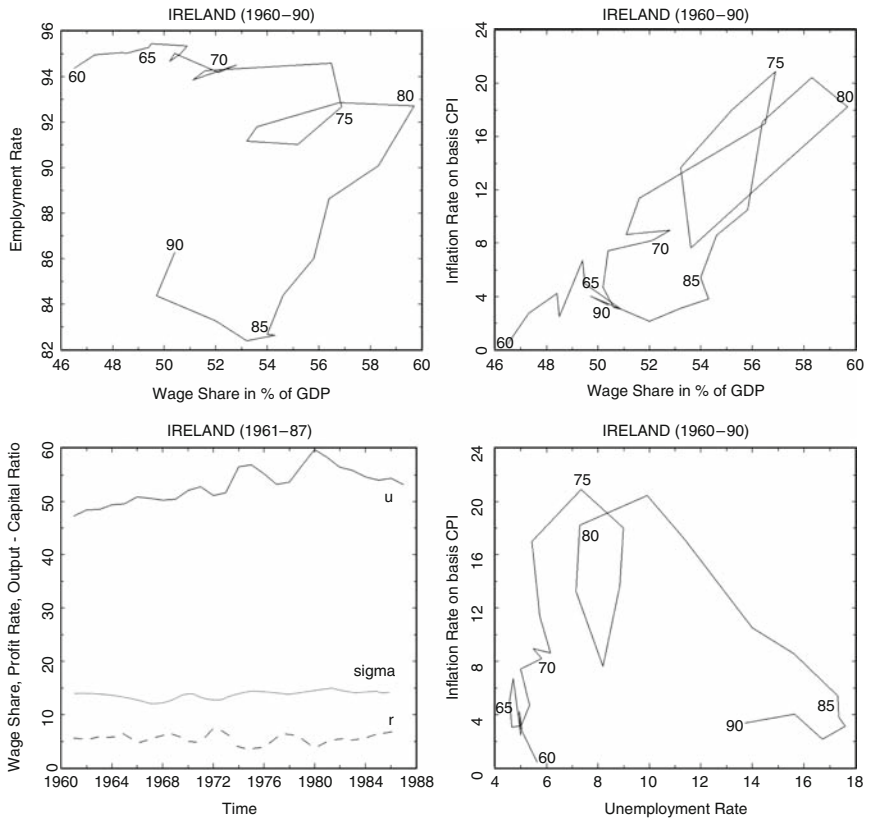 IRELAND (1960–90)
Employment Rate
96
94
92
90
88
86
84
82
60
65
70
75
80
85
90
46 48 50 52 54 56 58 60
Wage Share in % of GDP
IRELAND (1960–90)
Inflation Rate on basis CPI
24
20
16
12
8
4
0
60
65
70
75
80
85
90
46 48 50 52 54 56 58 60
Wage Share in % of GDP
IRELAND (1961–87)
Wage Share, Profit Rate, Output - Capital Ratio
60
50
40
30
20
10
0
u
sigma
r
1960 1964 1968 1972 1976 1980 1984 1988
Time
IRELAND (1960–90)
Inflation Rate on basis CPI
24
20
16
12
8
4
0
60
65
70
75
80
85
90
4 6 8 10 12 14 16 18
Unemployment Rate